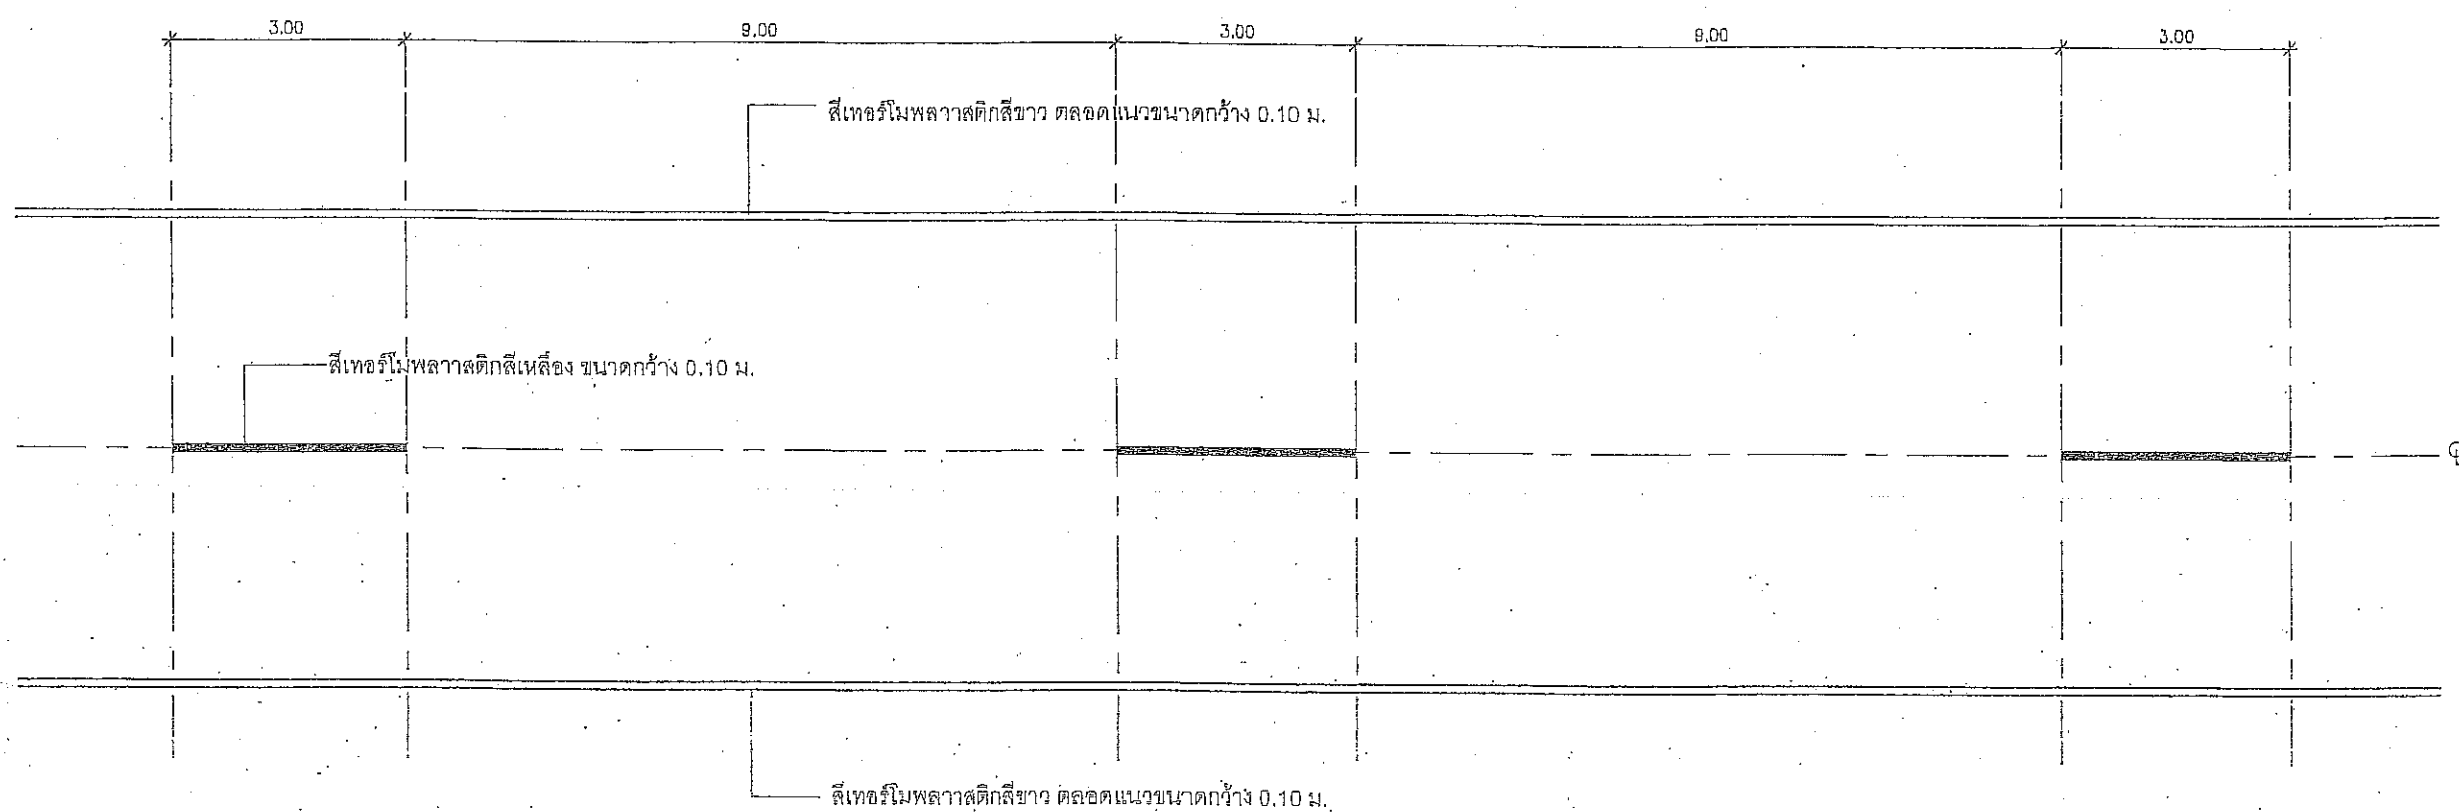 3.00 9.00 3.00 9.00 3.00
สีเทอร์โมพลาาสติกสีขาว ตลอดแนวขนาดกว้าง 0.10 ม.
สีเทอร์โมพลาาสติกสีเหลือง ขนาดกว้าง 0.10 ม.
℄
สีเทอร์โมพลาาสติกสีขาว ตลอดแนวขนาดกว้าง 0.10 ม.